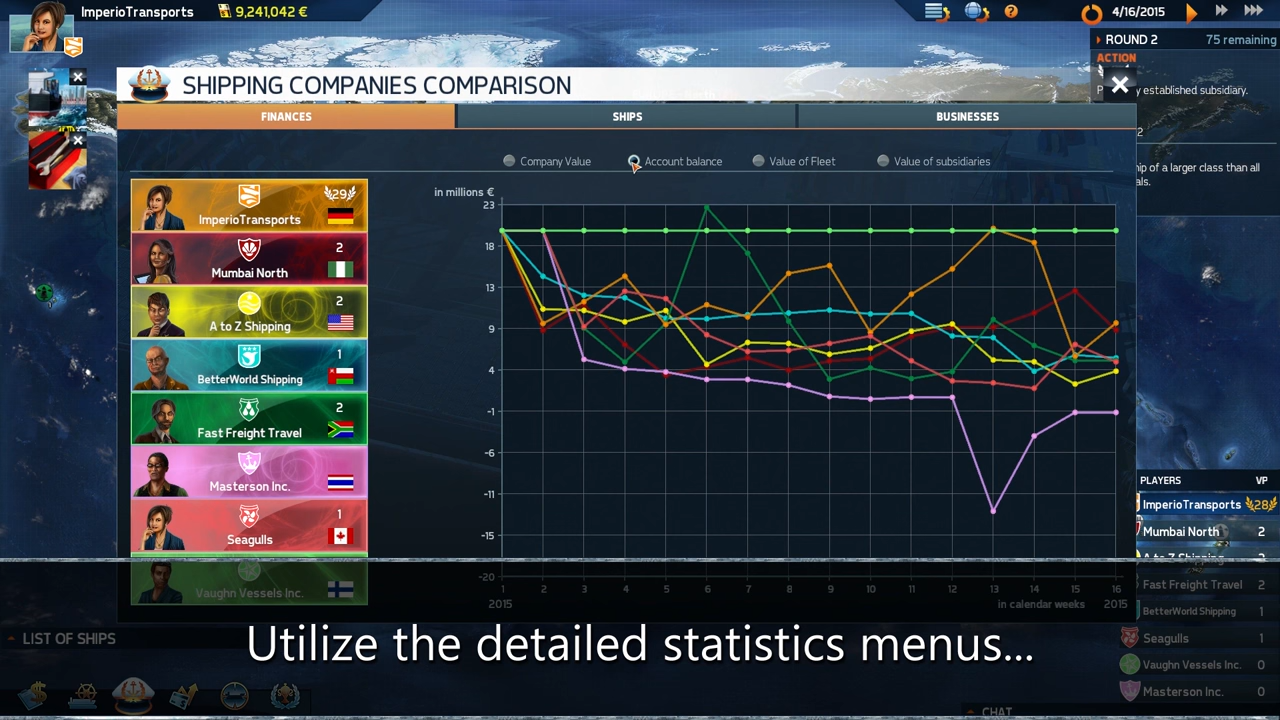 ImperioTransports
9,241,042 €
4/16/2015
ROUND 2
75 remaining
ACTION
y established subsidiary.
2
ip of a larger class than all
als.
SHIPPING COMPANIES COMPARISON
FINANCES
SHIPS
BUSINESSES
Company Value
Account balance
Value of Fleet
Value of subsidiaries
ImperioTransports
29
Mumbai North
2
A to Z Shipping
2
BetterWorld Shipping
1
Fast Freight Travel
2
Masterson Inc.
Seagulls
1
Vaughn Vessels Inc.
in millions €
23
18
13
9
4
-1
-6
-11
-15
-20
1 2 3 4 5 6 7 8 9 10 11 12 13 14 15 16
2015
in calendar weeks
2015
PLAYERS
VP
ImperioTransports
28
Mumbai North
2
A to Z Shipping
Fast Freight Travel
2
BetterWorld Shipping
1
Seagulls
1
Vaughn Vessels Inc.
0
Masterson Inc.
0
LIST OF SHIPS
Utilize the detailed statistics menus...
CHAT